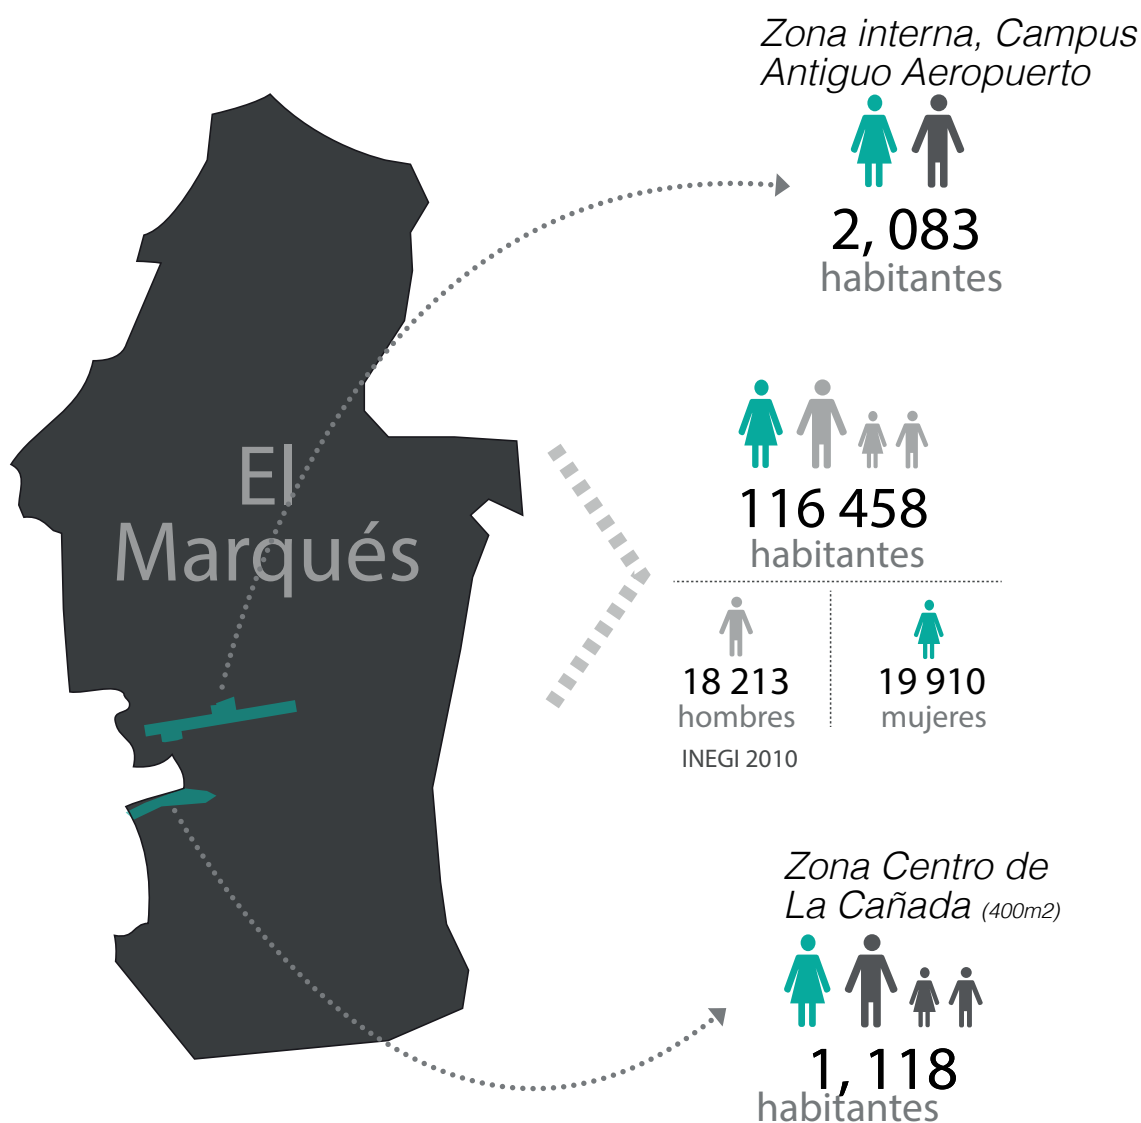 Zona interna, Campus
Antiguo Aeropuerto
2, 083
habitantes
El
Marqués
116 458
habitantes
18 213
hombres
19 910
mujeres
INEGI 2010
Zona Centro de
La Cañada (400m2)
1, 118
habitantes